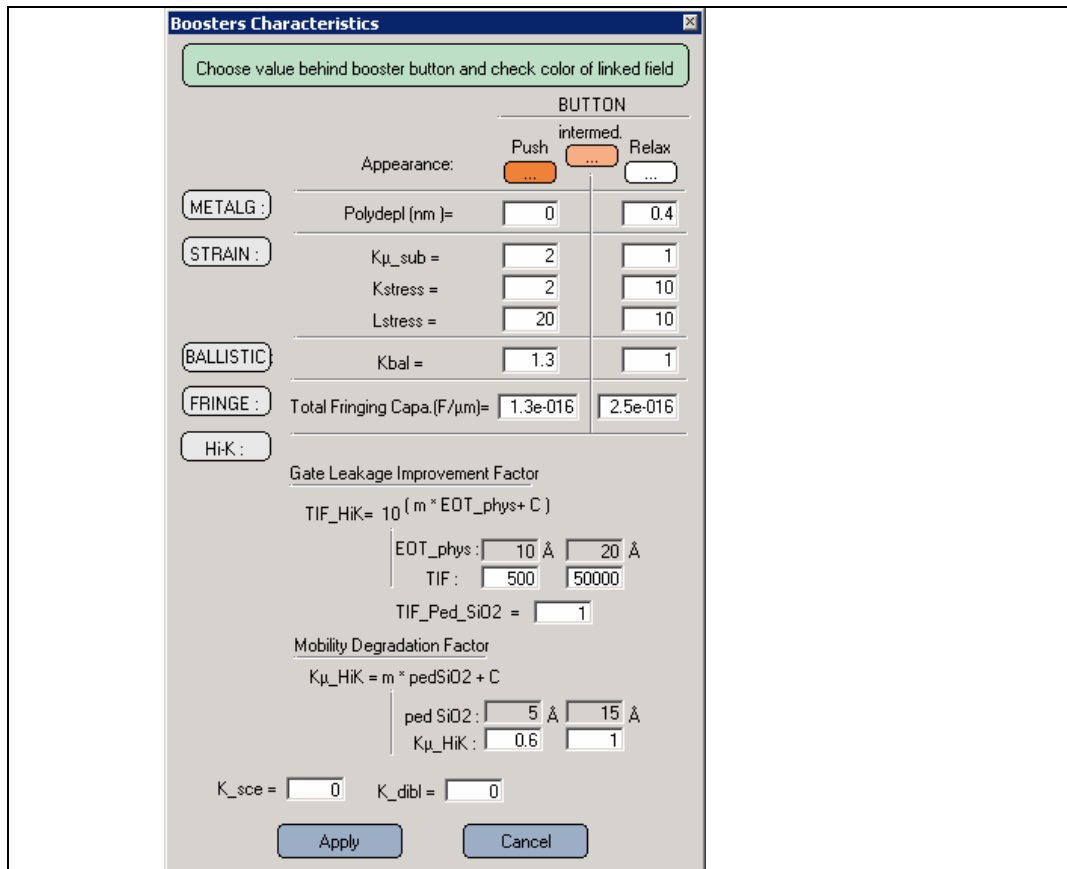 Boosters Characteristics
Choose value behind booster button and check color of linked field
BUTTON
Appearance: Push intermed. Relax
... ... ...
METALG : Polydepl (nm )= 0 0.4
STRAIN : Kµ_sub = 2 1
Kstress = 2 10
Lstress = 20 10
BALLISTIC: Kbal = 1.3 1
FRINGE : Total Fringing Capa.(F/µm)= 1.3e-016 2.5e-016
Hi-K :
Gate Leakage Improvement Factor
TIF_HiK= 10 ( m * EOT_phys+ C )
EOT_phys : 10 Å 20 Å
TIF : 500 50000
TIF_Ped_SiO2 = 1
Mobility Degradation Factor
Kµ_HiK = m * pedSiO2 + C
ped SiO2 : 5 Å 15 Å
Kµ_HiK : 0.6 1
K_sce = 0 K_dibl = 0
Apply Cancel